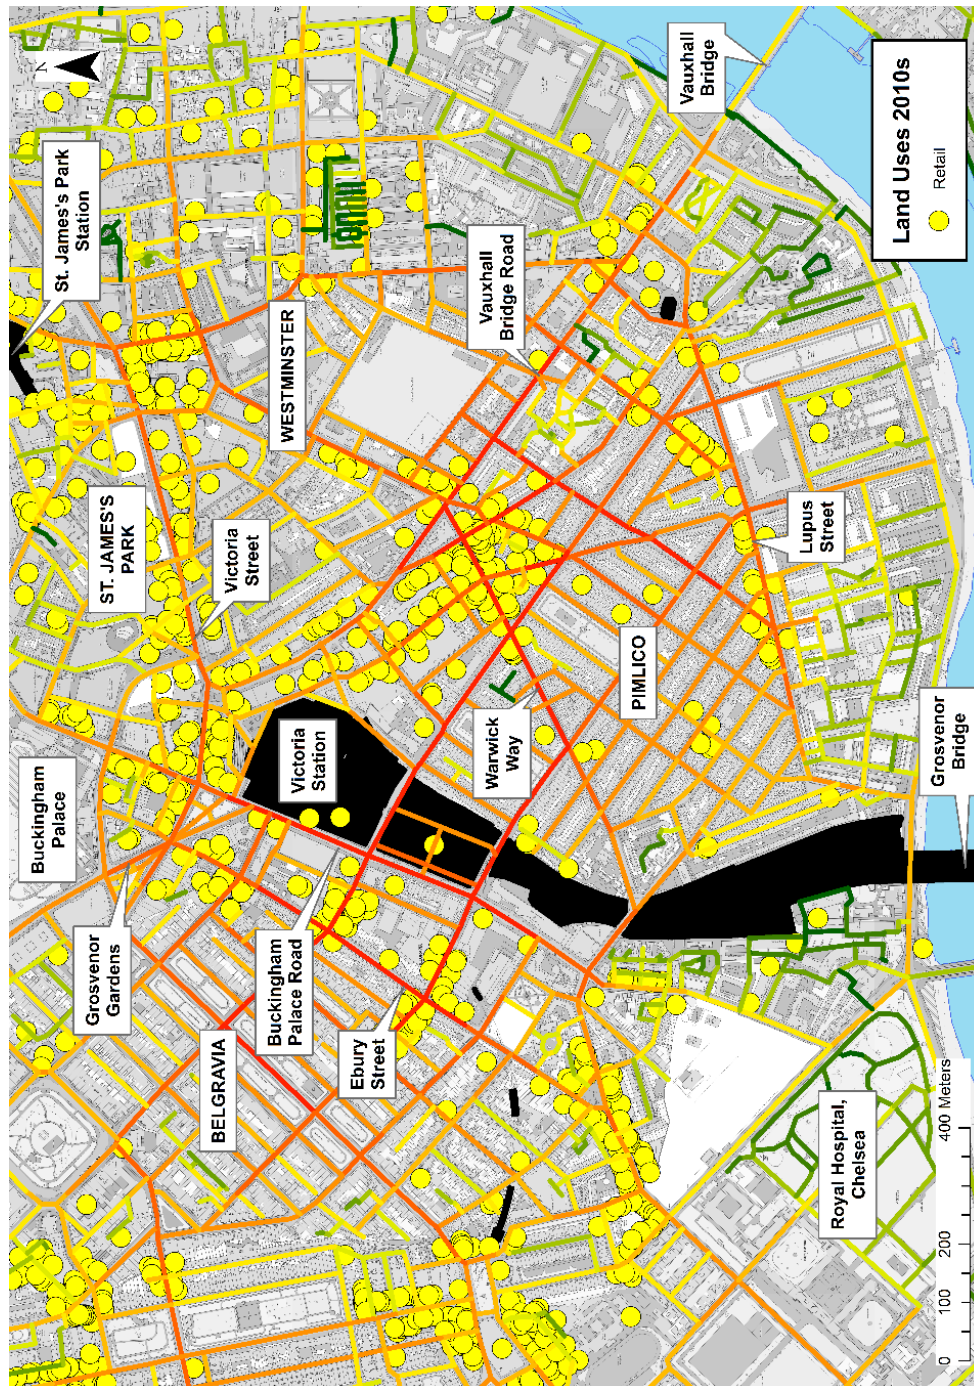 Buckingham
Palace
St. James's Park
Station
N
Grosvenor
Gardens
ST. JAMES'S
PARK
Victoria
Street
WESTMINSTER
BELGRAVIA
Buckingham
Palace Road
Victoria
Station
Ebury
Street
Warwick
Way
Vauxhall
Bridge Road
Vauxhall
Bridge
PIMLICO
Lupus
Street
Royal Hospital,
Chelsea
Grosvenor
Bridge
Land Uses 2010s
Retail
0 100 200 400 Meters